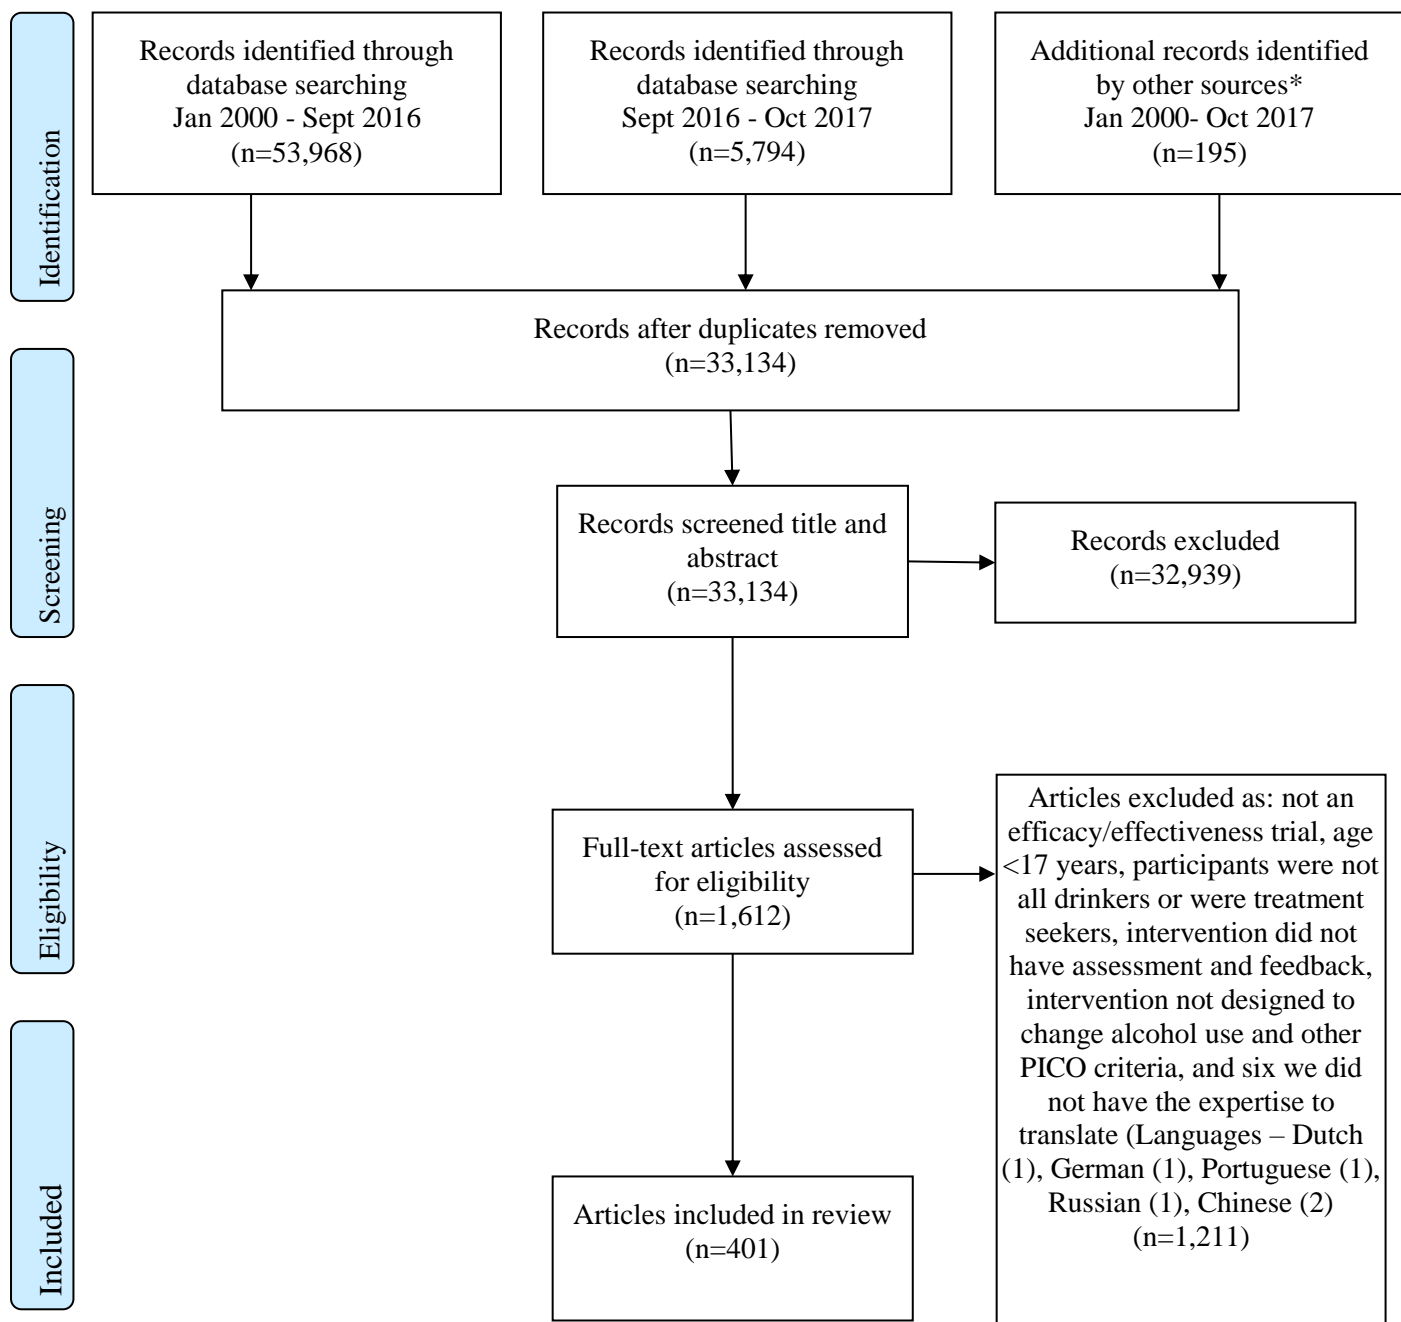 Identification
Records identified through
database searching
Jan 2000 - Sept 2016
(n=53,968)
Records identified through
database searching
Sept 2016 - Oct 2017
(n=5,794)
Additional records identified
by other sources*
Jan 2000- Oct 2017
(n=195)
Records after duplicates removed
(n=33,134)
Screening
Records screened title and
abstract
(n=33,134)
Records excluded
(n=32,939)
Eligibility
Full-text articles assessed
for eligibility
(n=1,612)
Articles excluded as: not an
efficacy/effectiveness trial, age
<17 years, participants were not
all drinkers or were treatment
seekers, intervention did not
have assessment and feedback,
intervention not designed to
change alcohol use and other
PICO criteria, and six we did
not have the expertise to
translate (Languages – Dutch
(1), German (1), Portuguese (1),
Russian (1), Chinese (2)
(n=1,211)
Included
Articles included in review
(n=401)